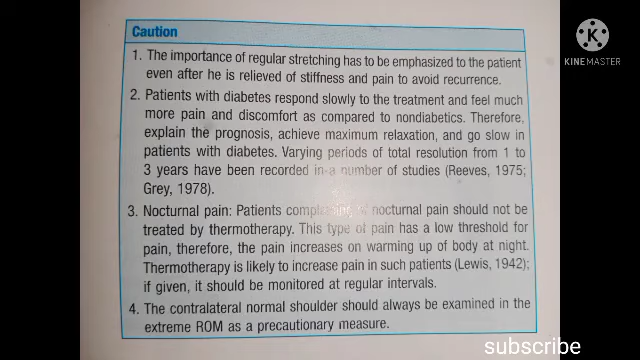 Caution
1. The importance of regular stretching has to be emphasized to the patient
even after he is relieved of stiffness and pain to avoid recurrence.
2. Patients with diabetes respond slowly to the treatment and feel much
more pain and discomfort as compared to nondiabetics. Therefore,
explain the prognosis, achieve maximum relaxation, and go slow in
patients with diabetes. Varying periods of total resolution from 1 to
3 years have been recorded in a number of studies (Reeves, 1975;
Grey, 1978).
3. Nocturnal pain: Patients complaining of nocturnal pain should not be
treated by thermotherapy. This type of pain has a low threshold for
pain, therefore, the pain increases on warming up of body at night.
Thermotherapy is likely to increase pain in such patients (Lewis, 1942);
if given, it should be monitored at regular intervals.
4. The contralateral normal shoulder should always be examined in the
extreme ROM as a precautionary measure.
K
KINEMASTER
subscribe